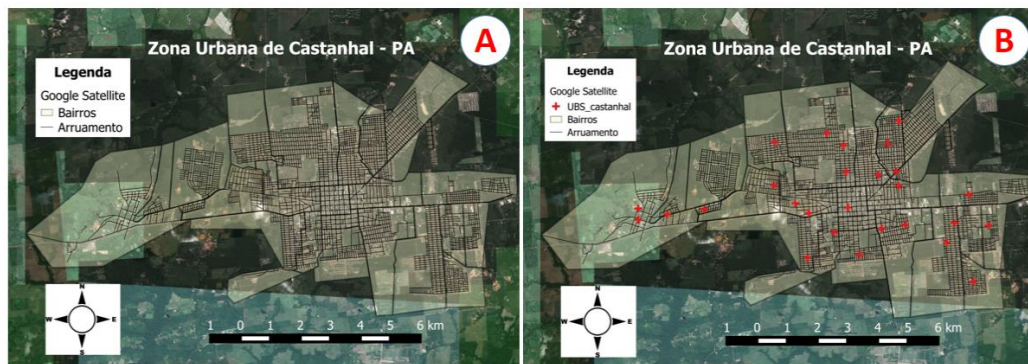 Zona Urbana de Castanhal - PA
A
Legenda
Google Satellite
Bairros
Arruamento
N
W E
S
1 0 1 2 3 4 5 6 km
Zona Urbana de Castanhal - PA
B
Legenda
Google Satellite
UBS_castanhal
Bairros
Arruamento
N
W E
S
1 0 1 2 3 4 5 6 km